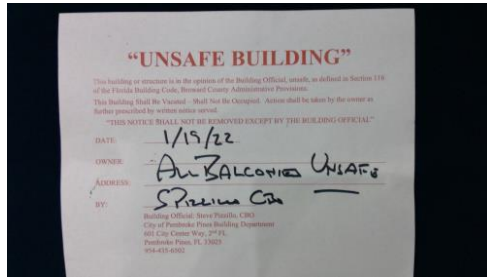 “UNSAFE BUILDING”
This building or structure is in the opinion of the Building Official, unsafe, as defined in Section 116
of the Florida Building Code, Broward County Administrative Provisions.
This Building Shall Be Vacated - Shall Not Be Occupied. Action shall be taken by the owner as
further prescribed by written notice served.
"THIS NOTICE SHALL NOT BE REMOVED EXCEPT BY THE BUILDING OFFICIAL"
DATE: 1/19/22
OWNER: ALL BALCONIES UNSAFE
ADDRESS:
BY: SPIZILLO CBO
Building Official: Steve Pizzillo, CBO
City of Pembroke Pines Building Department
601 City Center Way, 2nd FL
Pembroke Pines, FL 33025
954-435-6502